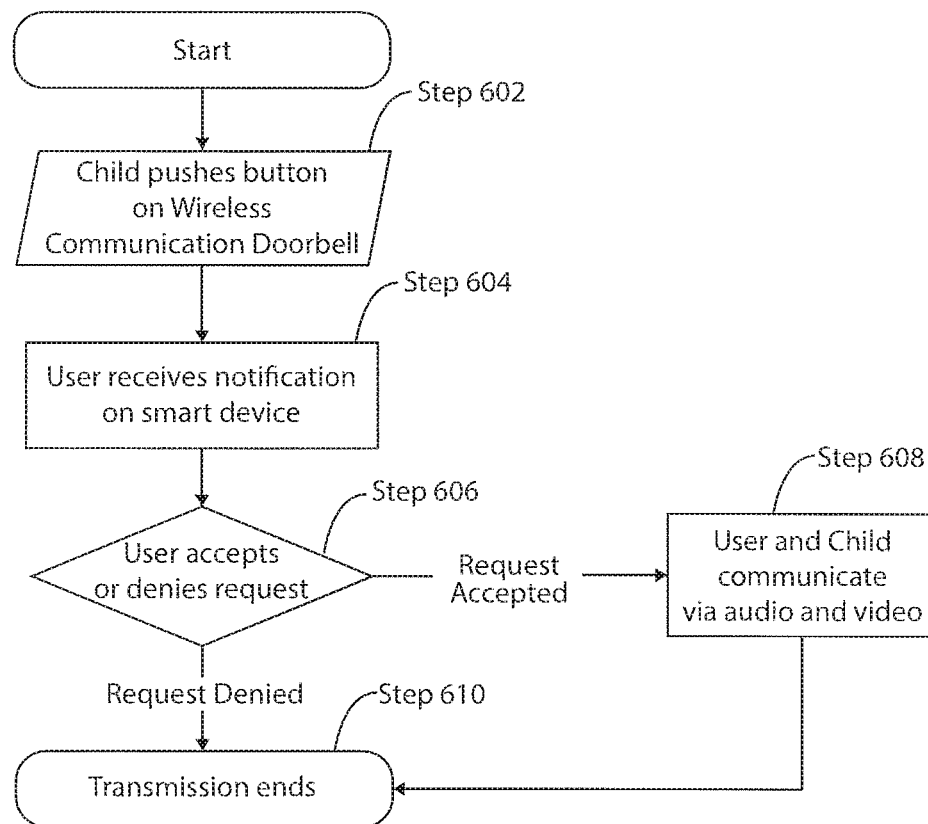 Start
Step 602
Child pushes button
on Wireless
Communication Doorbell
Step 604
User receives notification
on smart device
Step 606
User accepts
or denies request
Request
Accepted
Step 608
User and Child
communicate
via audio and video
Request Denied
Step 610
Transmission ends